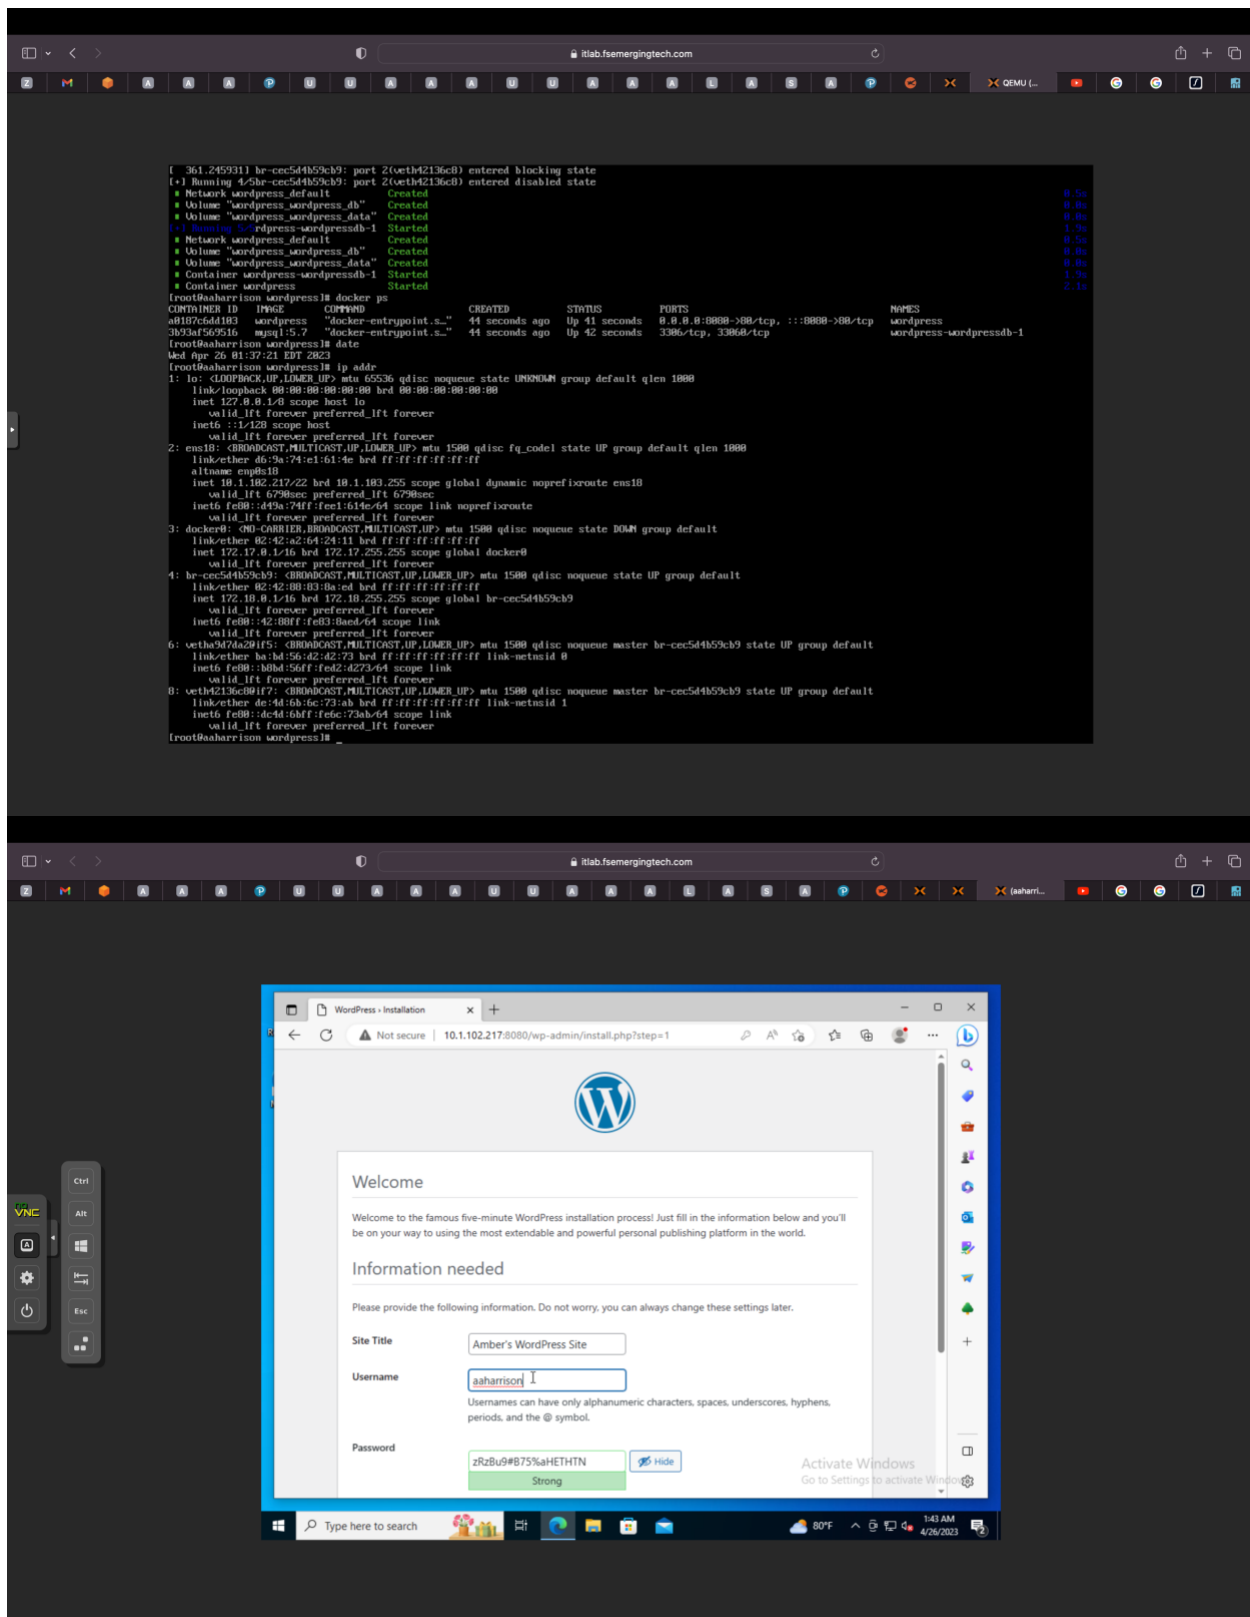 itlab.fsemergingtech.com
QEMU (...
[  361.245931] br-cec5d4b59cb9: port 2(veth42136c8) entered blocking state
[+] Running 4/5br-cec5d4b59cb9: port 2(veth42136c8) entered disabled state
Network wordpress_default Created 0.5s
Volume "wordpress_wordpress_db" Created 0.0s
Volume "wordpress_wordpress_data" Created 0.0s
[+] Running 5/5rdpress-wordpressdb-1 Started 1.9s
Network wordpress_default Created 0.5s
Volume "wordpress_wordpress_db" Created 0.0s
Volume "wordpress_wordpress_data" Created 0.0s
Container wordpress-wordpressdb-1 Started 1.9s
Container wordpress Started 2.1s
[root@aaharrison wordpress]# docker ps
CONTAINER ID IMAGE COMMAND CREATED STATUS PORTS NAMES
a0187c6dd103 wordpress "docker-entrypoint.s…" 44 seconds ago Up 41 seconds 0.0.0.0:8080->80/tcp, :::8080->80/tcp wordpress
3b93af569516 mysql:5.7 "docker-entrypoint.s…" 44 seconds ago Up 42 seconds 3306/tcp, 33060/tcp wordpress-wordpressdb-1
[root@aaharrison wordpress]# date
Wed Apr 26 01:37:21 EDT 2023
[root@aaharrison wordpress]# ip addr
1: lo: <LOOPBACK,UP,LOWER_UP> mtu 65536 qdisc noqueue state UNKNOWN group default qlen 1000
link/loopback 00:00:00:00:00:00 brd 00:00:00:00:00:00
inet 127.0.0.1/8 scope host lo
valid_lft forever preferred_lft forever
inet6 ::1/128 scope host
valid_lft forever preferred_lft forever
2: ens18: <BROADCAST,MULTICAST,UP,LOWER_UP> mtu 1500 qdisc fq_codel state UP group default qlen 1000
link/ether d6:9a:74:e1:61:4e brd ff:ff:ff:ff:ff:ff
altname enp0s18
inet 10.1.102.217/22 brd 10.1.103.255 scope global dynamic noprefixroute ens18
valid_lft 6790sec preferred_lft 6790sec
inet6 fe80::d49a:74ff:fee1:614e/64 scope link noprefixroute
valid_lft forever preferred_lft forever
3: docker0: <NO-CARRIER,BROADCAST,MULTICAST,UP> mtu 1500 qdisc noqueue state DOWN group default
link/ether 02:42:a2:64:24:11 brd ff:ff:ff:ff:ff:ff
inet 172.17.0.1/16 brd 172.17.255.255 scope global docker0
valid_lft forever preferred_lft forever
4: br-cec5d4b59cb9: <BROADCAST,MULTICAST,UP,LOWER_UP> mtu 1500 qdisc noqueue state UP group default
link/ether 02:42:88:83:8a:ed brd ff:ff:ff:ff:ff:ff
inet 172.18.0.1/16 brd 172.18.255.255 scope global br-cec5d4b59cb9
valid_lft forever preferred_lft forever
inet6 fe80::42:88ff:fe83:8aed/64 scope link
valid_lft forever preferred_lft forever
6: vetha9d7da2@if5: <BROADCAST,MULTICAST,UP,LOWER_UP> mtu 1500 qdisc noqueue master br-cec5d4b59cb9 state UP group default
link/ether ba:bd:56:d2:d2:73 brd ff:ff:ff:ff:ff:ff link-netnsid 0
inet6 fe80::b8bd:56ff:fed2:d273/64 scope link
valid_lft forever preferred_lft forever
8: veth42136c8@if7: <BROADCAST,MULTICAST,UP,LOWER_UP> mtu 1500 qdisc noqueue master br-cec5d4b59cb9 state UP group default
link/ether de:4d:6b:6c:73:ab brd ff:ff:ff:ff:ff:ff link-netnsid 1
inet6 fe80::dc4d:6bff:fe6c:73ab/64 scope link
valid_lft forever preferred_lft forever
[root@aaharrison wordpress]# _
itlab.fsemergingtech.com
(aaharri...
WordPress › Installation
Not secure | 10.1.102.217:8080/wp-admin/install.php?step=1
Welcome
Welcome to the famous five-minute WordPress installation process! Just fill in the information below and you'll
be on your way to using the most extendable and powerful personal publishing platform in the world.
Information needed
Please provide the following information. Do not worry, you can always change these settings later.
Site Title Amber's WordPress Site
Username aaharrison
Usernames can have only alphanumeric characters, spaces, underscores, hyphens,
periods, and the @ symbol.
Password zRzBu9#B75%aHETHTN Hide
Strong
Activate Windows
Go to Settings to activate Windo
Ctrl
no
VNC
Alt
A
Esc
Type here to search
80°F
1:43 AM
4/26/2023
2